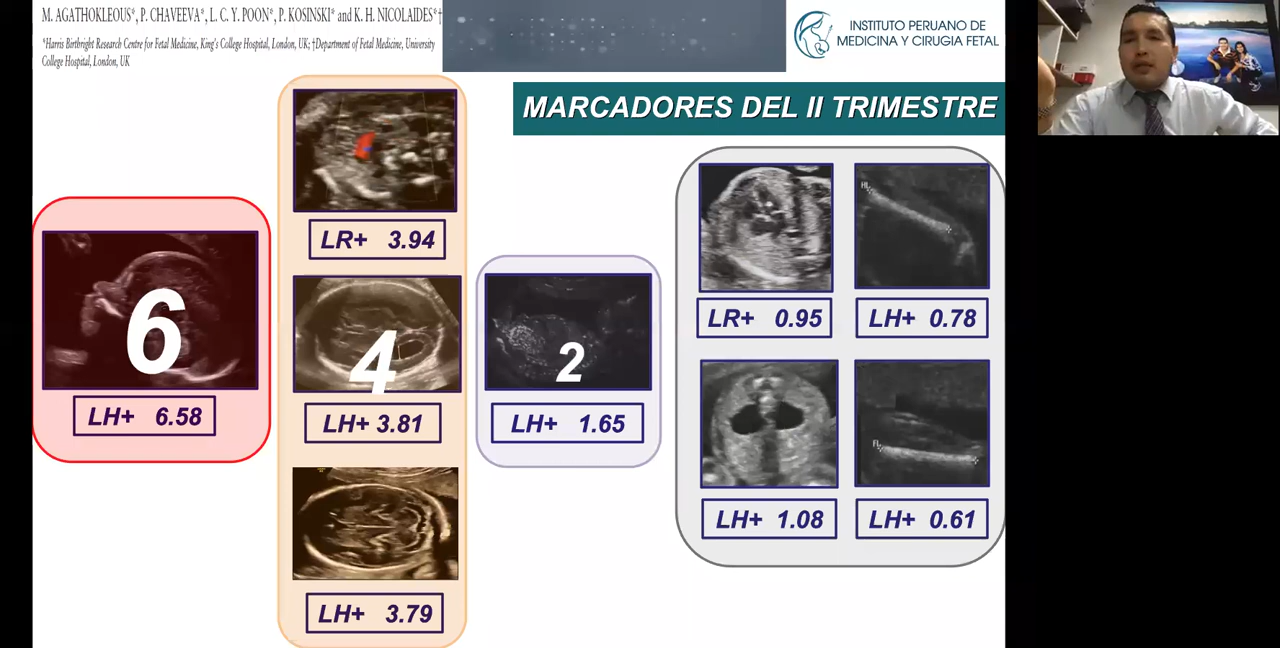 M. AGATHOKLEOUS*, P. CHAVEEVA*, L. C. Y. POON*, P. KOSINSKI* and K. H. NICOLAIDES*†
*Harris Birthright Research Centre for Fetal Medicine, King's College Hospital, London, UK; †Department of Fetal Medicine, University
College Hospital, London, UK
INSTITUTO PERUANO DE
MEDICINA Y CIRUGIA FETAL
MARCADORES DEL II TRIMESTRE
6
LH+ 6.58
LR+ 3.94
4
LH+ 3.81
LH+ 3.79
2
LH+ 1.65
LR+ 0.95
HL
LH+ 0.78
LH+ 1.08
FL
LH+ 0.61